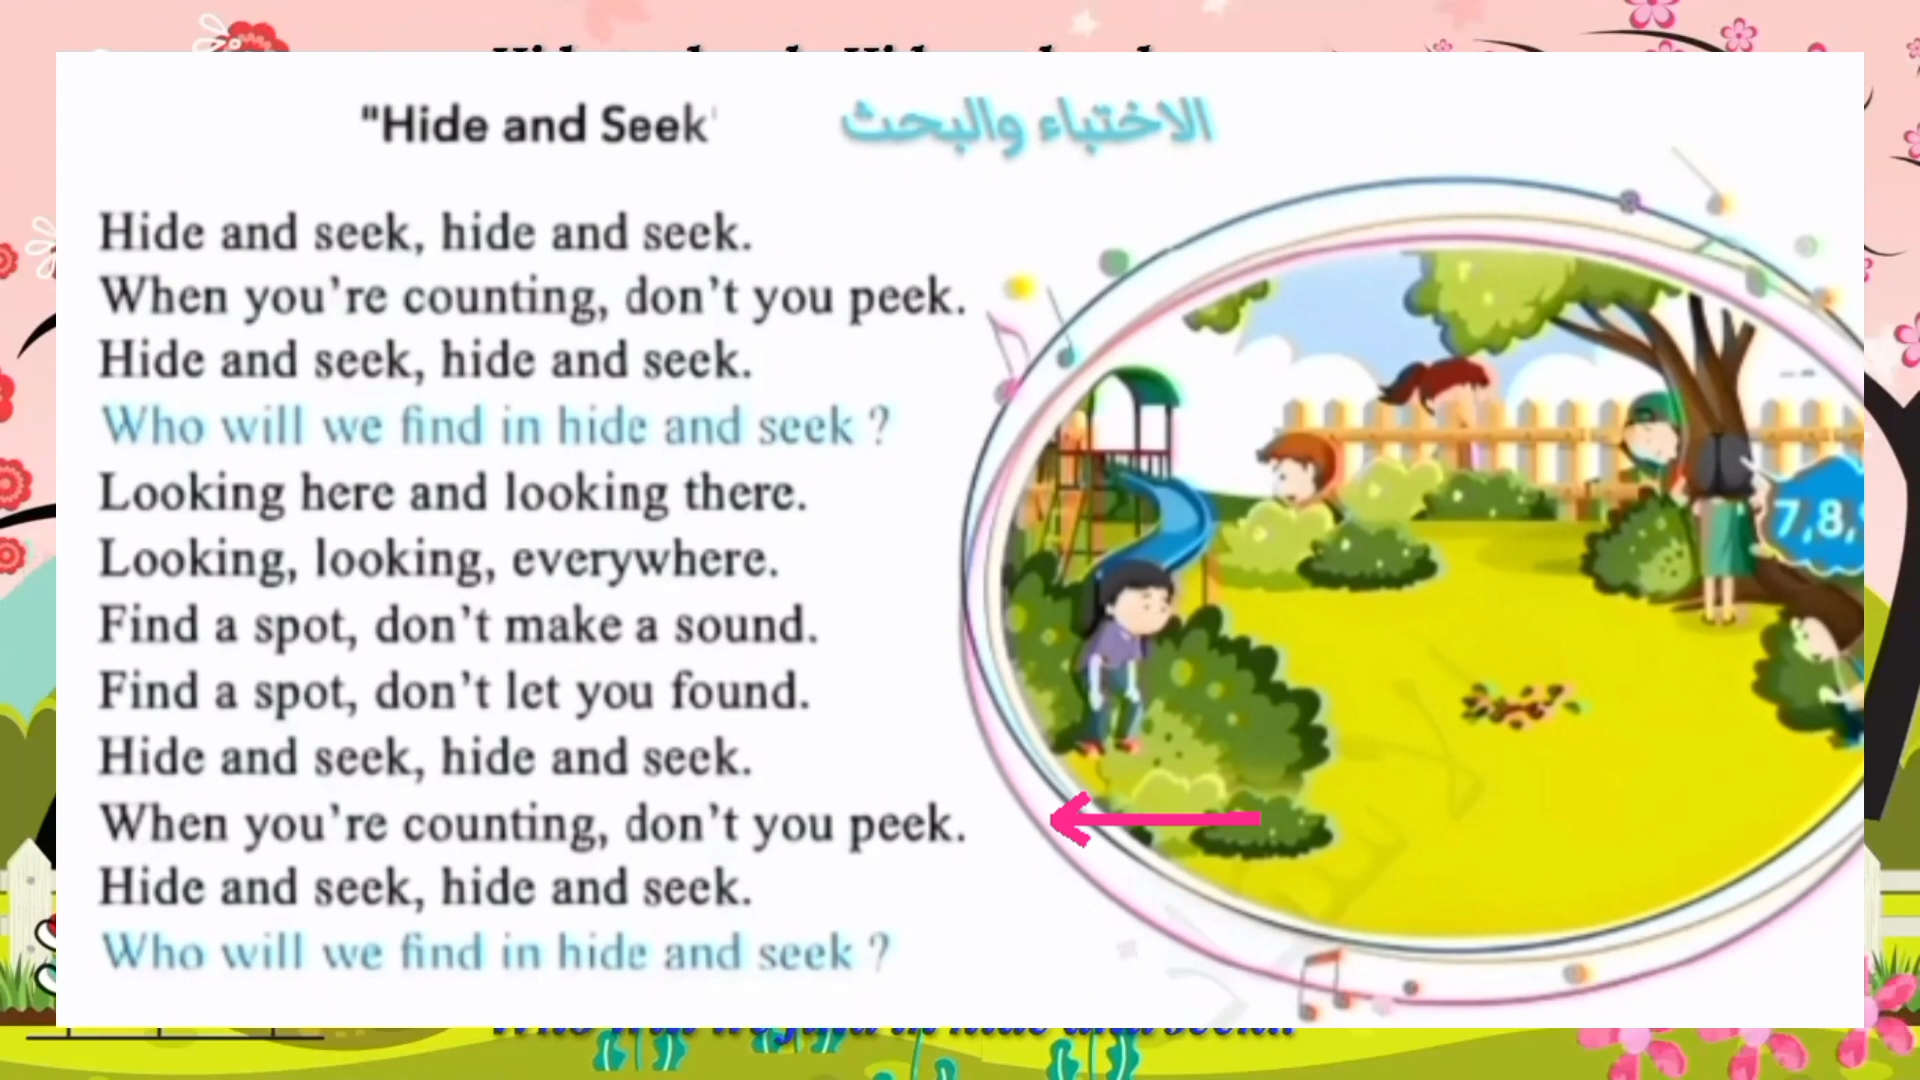 "Hide and Seek"
الاختباء والبحث
Hide and seek, hide and seek.
When you're counting, don't you peek.
Hide and seek, hide and seek.
Who will we find in hide and seek ?
Looking here and looking there.
Looking, looking, everywhere.
Find a spot, don't make a sound.
Find a spot, don't let you found.
Hide and seek, hide and seek.
When you're counting, don't you peek.
Hide and seek, hide and seek.
Who will we find in hide and seek ?
7,8,